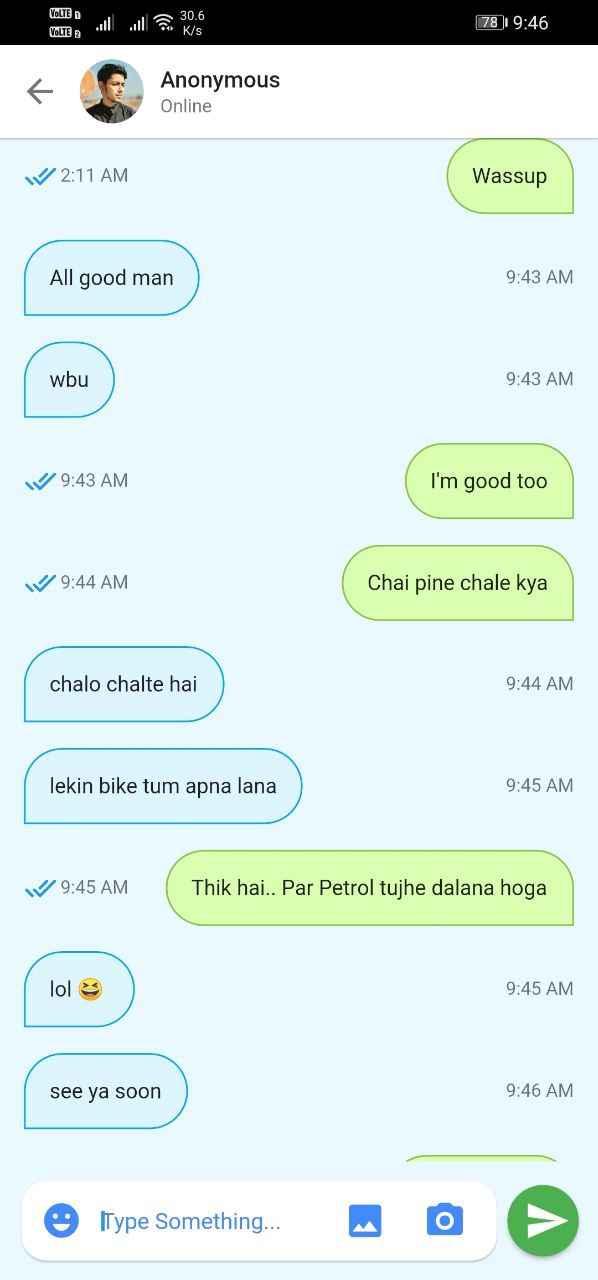 VoLTE 1
VoLTE 2
30.6
K/s
78
9:46
Anonymous
Online
2:11 AM
Wassup
All good man
9:43 AM
wbu
9:43 AM
9:43 AM
I'm good too
9:44 AM
Chai pine chale kya
chalo chalte hai
9:44 AM
lekin bike tum apna lana
9:45 AM
9:45 AM
Thik hai.. Par Petrol tujhe dalana hoga
lol 😆
9:45 AM
see ya soon
9:46 AM
Type Something...